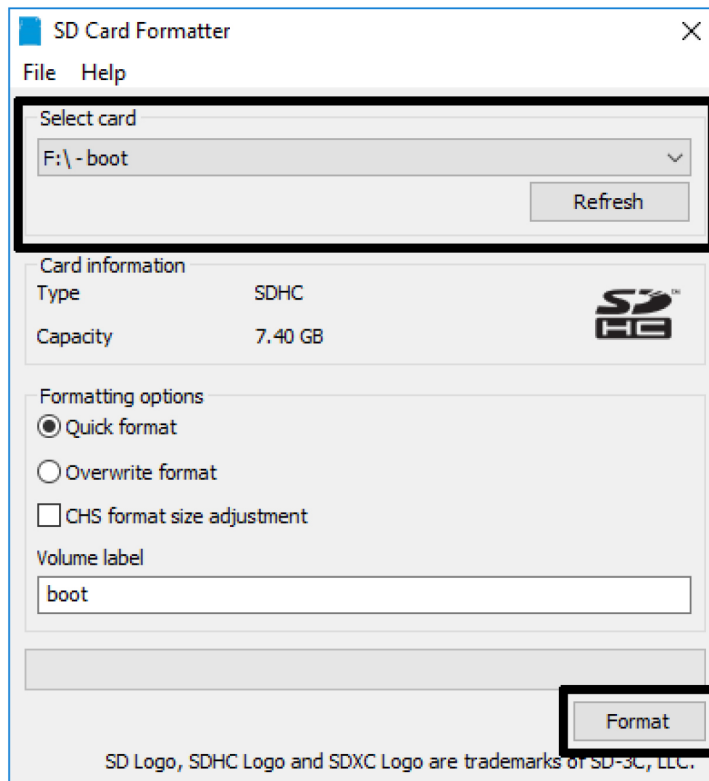 SD Card Formatter
File Help
Select card
F:\ - boot
Refresh
Card information
Type SDHC
Capacity 7.40 GB
SD™
HC
Formatting options
Quick format
Overwrite format
CHS format size adjustment
Volume label
boot
Format
SD Logo, SDHC Logo and SDXC Logo are trademarks of SD-3C, LLC.